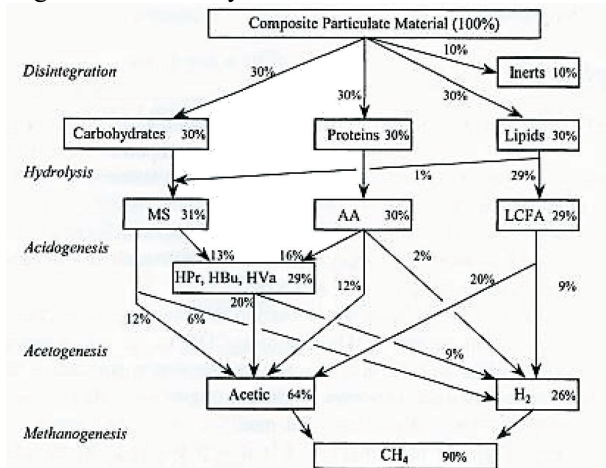 Composite Particulate Material (100%)
10%
Disintegration
30%
Inerts 10%
30%
30%
Carbohydrates 30%
Proteins 30%
Lipids 30%
Hydrolysis
1%
29%
MS 31%
AA 30%
LCFA 29%
Acidogenesis
13%
16%
2%
HPr, HBu, HVa 29%
20%
12%
20%
9%
12%
6%
9%
Acetogenesis
Acetic 64%
H₂ 26%
Methanogenesis
CH₄ 90%